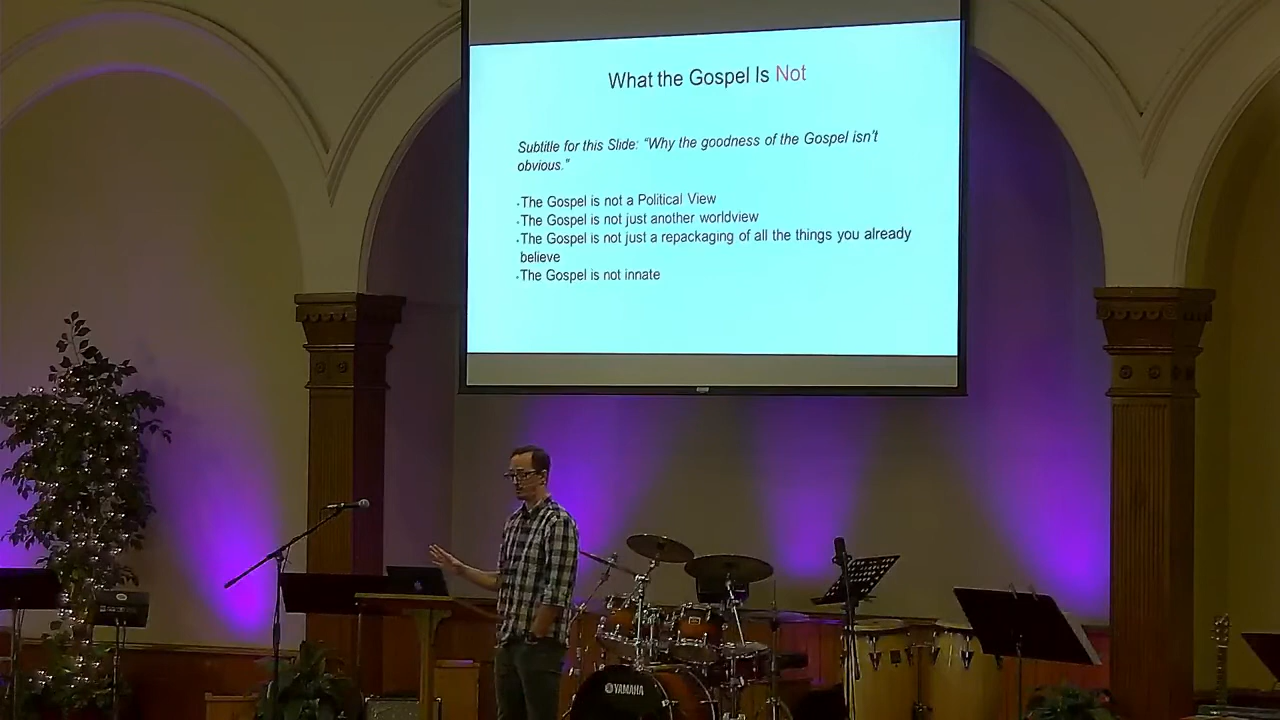 What the Gospel Is Not
Subtitle for this Slide: "Why the goodness of the Gospel isn't
obvious."
•The Gospel is not a Political View
•The Gospel is not just another worldview
•The Gospel is not just a repackaging of all the things you already
believe
•The Gospel is not innate
YAMAHA